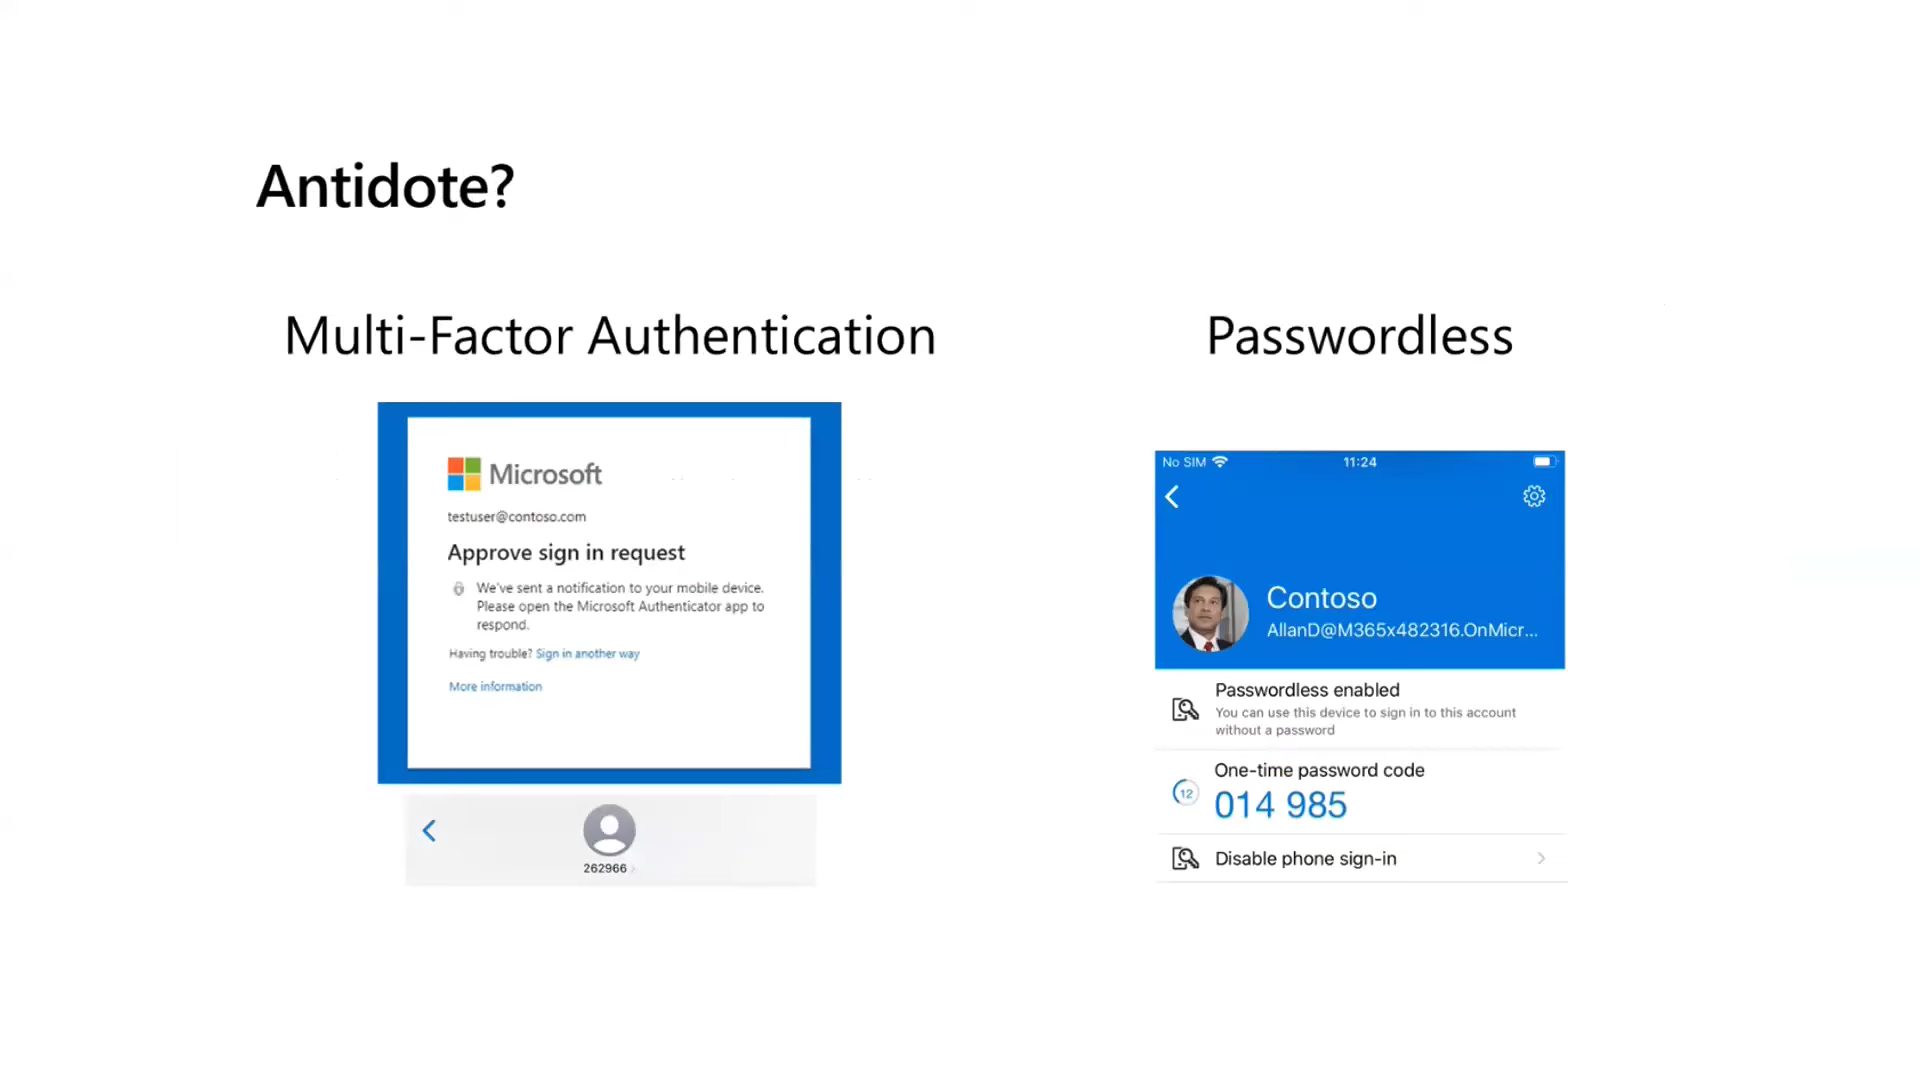 Antidote?
Multi-Factor Authentication
Microsoft
testuser@contoso.com
Approve sign in request
We've sent a notification to your mobile device.
Please open the Microsoft Authenticator app to
respond.
Having trouble? Sign in another way
More information
262966
Passwordless
No SIM
11:24
Contoso
AllanD@M365x482316.OnMicr...
Passwordless enabled
You can use this device to sign in to this account
without a password
One-time password code
12
014 985
Disable phone sign-in